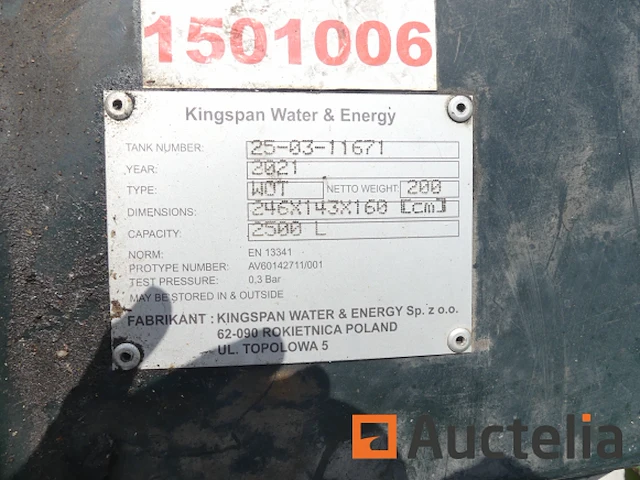 1501006
Kingspan Water & Energy
TANK NUMBER: 25-03-11671
YEAR: 2021
TYPE: WOT NETTO WEIGHT: 200
DIMENSIONS: 246X143X160 [cm]
CAPACITY: 2500 L
NORM: EN 13341
PROTYPE NUMBER: AV60142711/001
TEST PRESSURE: 0,3 Bar
MAY BE STORED IN & OUTSIDE
FABRIKANT : KINGSPAN WATER & ENERGY Sp. z o.o.
62-090 ROKIETNICA POLAND
UL. TOPOLOWA 5
Auctelia